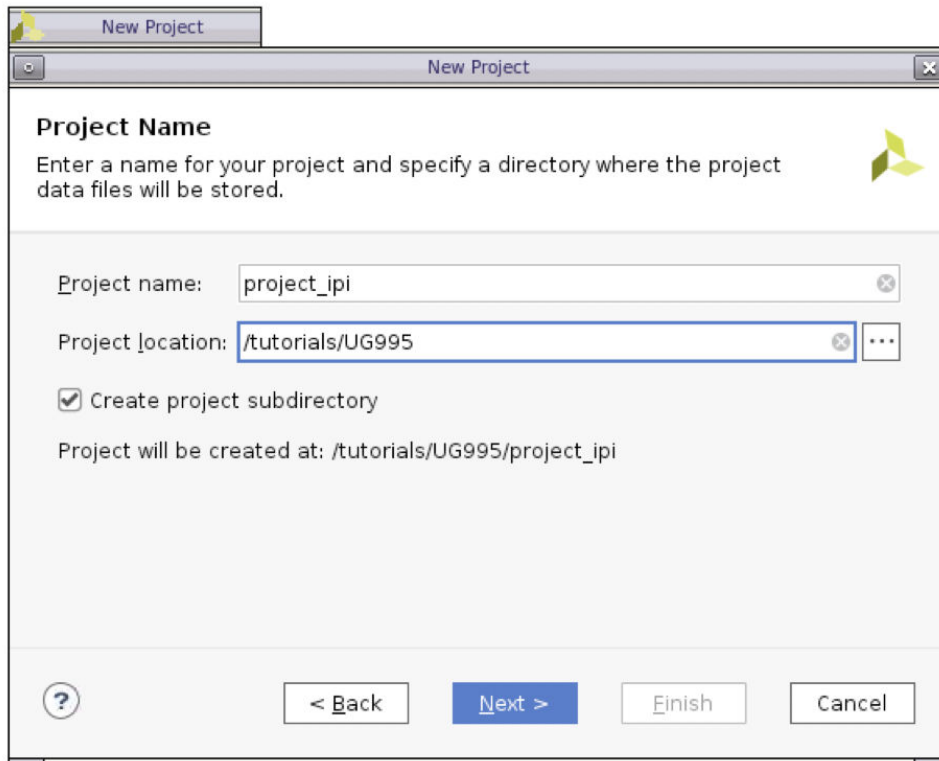 New Project
New Project
Project Name
Enter a name for your project and specify a directory where the project
data files will be stored.
Project name: project_ipi
Project location: /tutorials/UG995 ...
Create project subdirectory
Project will be created at: /tutorials/UG995/project_ipi
? < Back Next > Finish Cancel